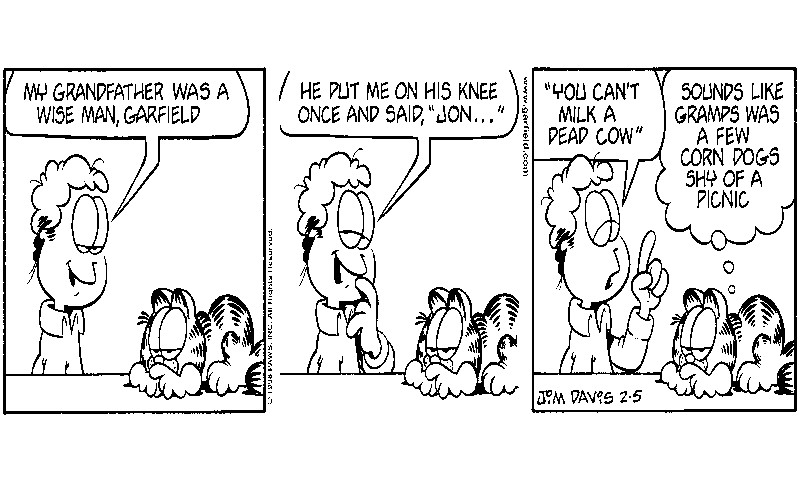 MY GRANDFATHER WAS A
WISE MAN, GARFIELD
HE PUT ME ON HIS KNEE
ONCE AND SAID, "JON..."
"YOU CAN'T
MILK A
DEAD COW"
SOUNDS LIKE
GRAMPS WAS
A FEW
CORN DOGS
SHY OF A
PICNIC
www.garfield.com
JIM DAVIS 2·5